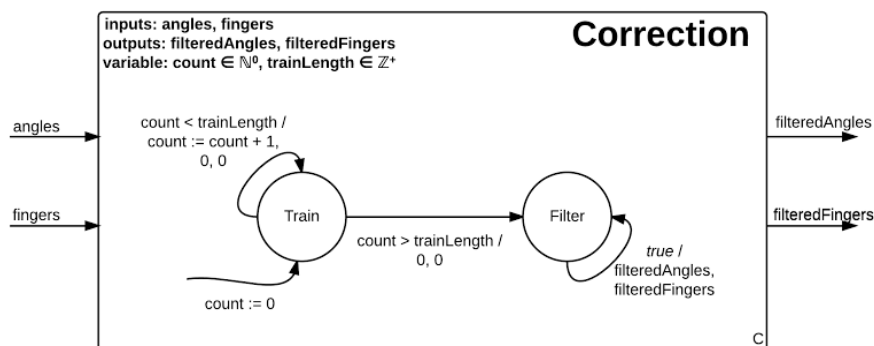 inputs: angles, fingers
outputs: filteredAngles, filteredFingers
variable: count ∈ ℕ⁰, trainLength ∈ ℤ⁺
Correction
angles
fingers
count < trainLength /
count := count + 1,
0, 0
Train
count := 0
count > trainLength /
0, 0
Filter
true /
filteredAngles,
filteredFingers
filteredAngles
filteredFingers
C